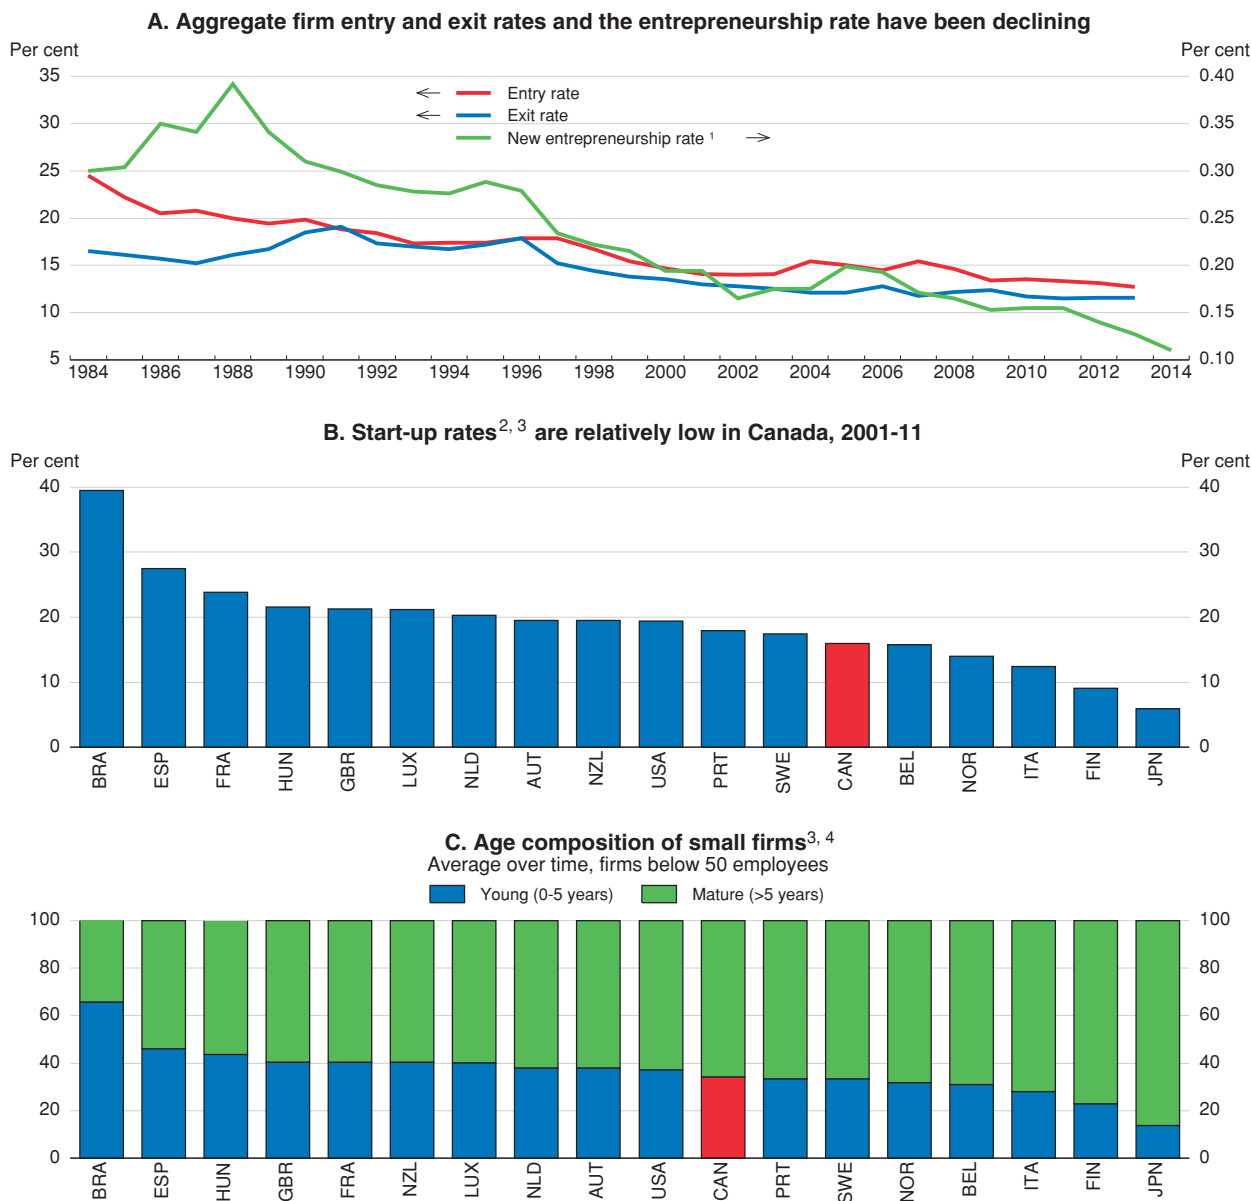 A. Aggregate firm entry and exit rates and the entrepreneurship rate have been declining
Per cent Per cent
35 0.40
Entry rate
Exit rate
30 0.35
New entrepreneurship rate 1
25 0.30
20 0.25
15 0.20
10 0.15
5 0.10
1984 1986 1988 1990 1992 1994 1996 1998 2000 2002 2004 2006 2008 2010 2012 2014
B. Start-up rates2, 3 are relatively low in Canada, 2001-11
Per cent Per cent
40 40
30 30
20 20
10 10
0 0
BRA ESP FRA HUN GBR LUX NLD AUT NZL USA PRT SWE CAN BEL NOR ITA FIN JPN
C. Age composition of small firms3, 4
Average over time, firms below 50 employees
Young (0-5 years) Mature (>5 years)
100 100
80 80
60 60
40 40
20 20
0 0
BRA ESP HUN GBR FRA NZL LUX NLD AUT USA CAN PRT SWE NOR BEL ITA FIN JPN